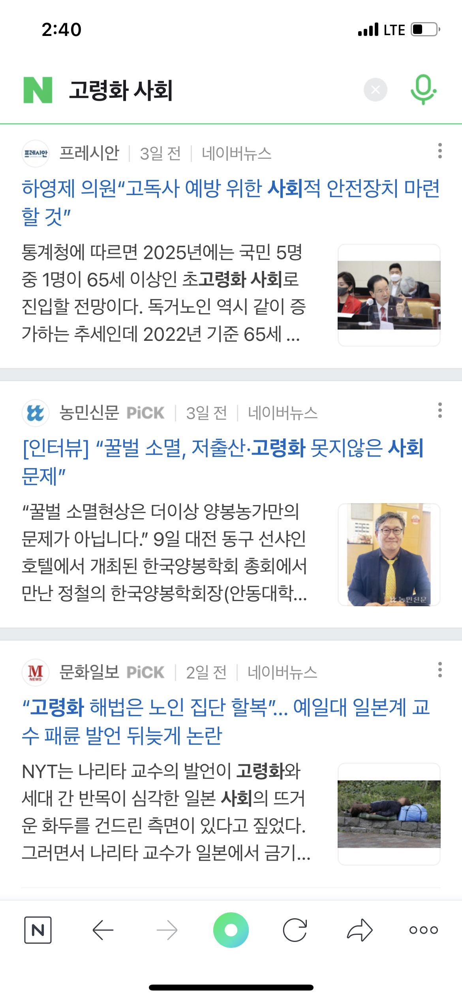 2:40
LTE
N 고령화 사회
프레시안 프레시안 3일 전 네이버뉴스
하영제 의원“고독사 예방 위한 사회적 안전장치 마련
할 것”
통계청에 따르면 2025년에는 국민 5명
중 1명이 65세 이상인 초고령화 사회로
진입할 전망이다. 독거노인 역시 같이 증
가하는 추세인데 2022년 기준 65세 ...
농민신문 PiCK 3일 전 네이버뉴스
[인터뷰] “꿀벌 소멸, 저출산·고령화 못지않은 사회
문제”
“꿀벌 소멸현상은 더이상 양봉농가만의
문제가 아닙니다.” 9일 대전 동구 선샤인
호텔에서 개최된 한국양봉학회 총회에서
만난 정철의 한국양봉학회장(안동대학...
농민신문
M
NEWS
문화일보 PiCK 2일 전 네이버뉴스
“고령화 해법은 노인 집단 할복”... 예일대 일본계 교
수 패륜 발언 뒤늦게 논란
NYT는 나리타 교수의 발언이 고령화와
세대 간 반목이 심각한 일본 사회의 뜨거
운 화두를 건드린 측면이 있다고 짚었다.
그러면서 나리타 교수가 일본에서 금기...
N